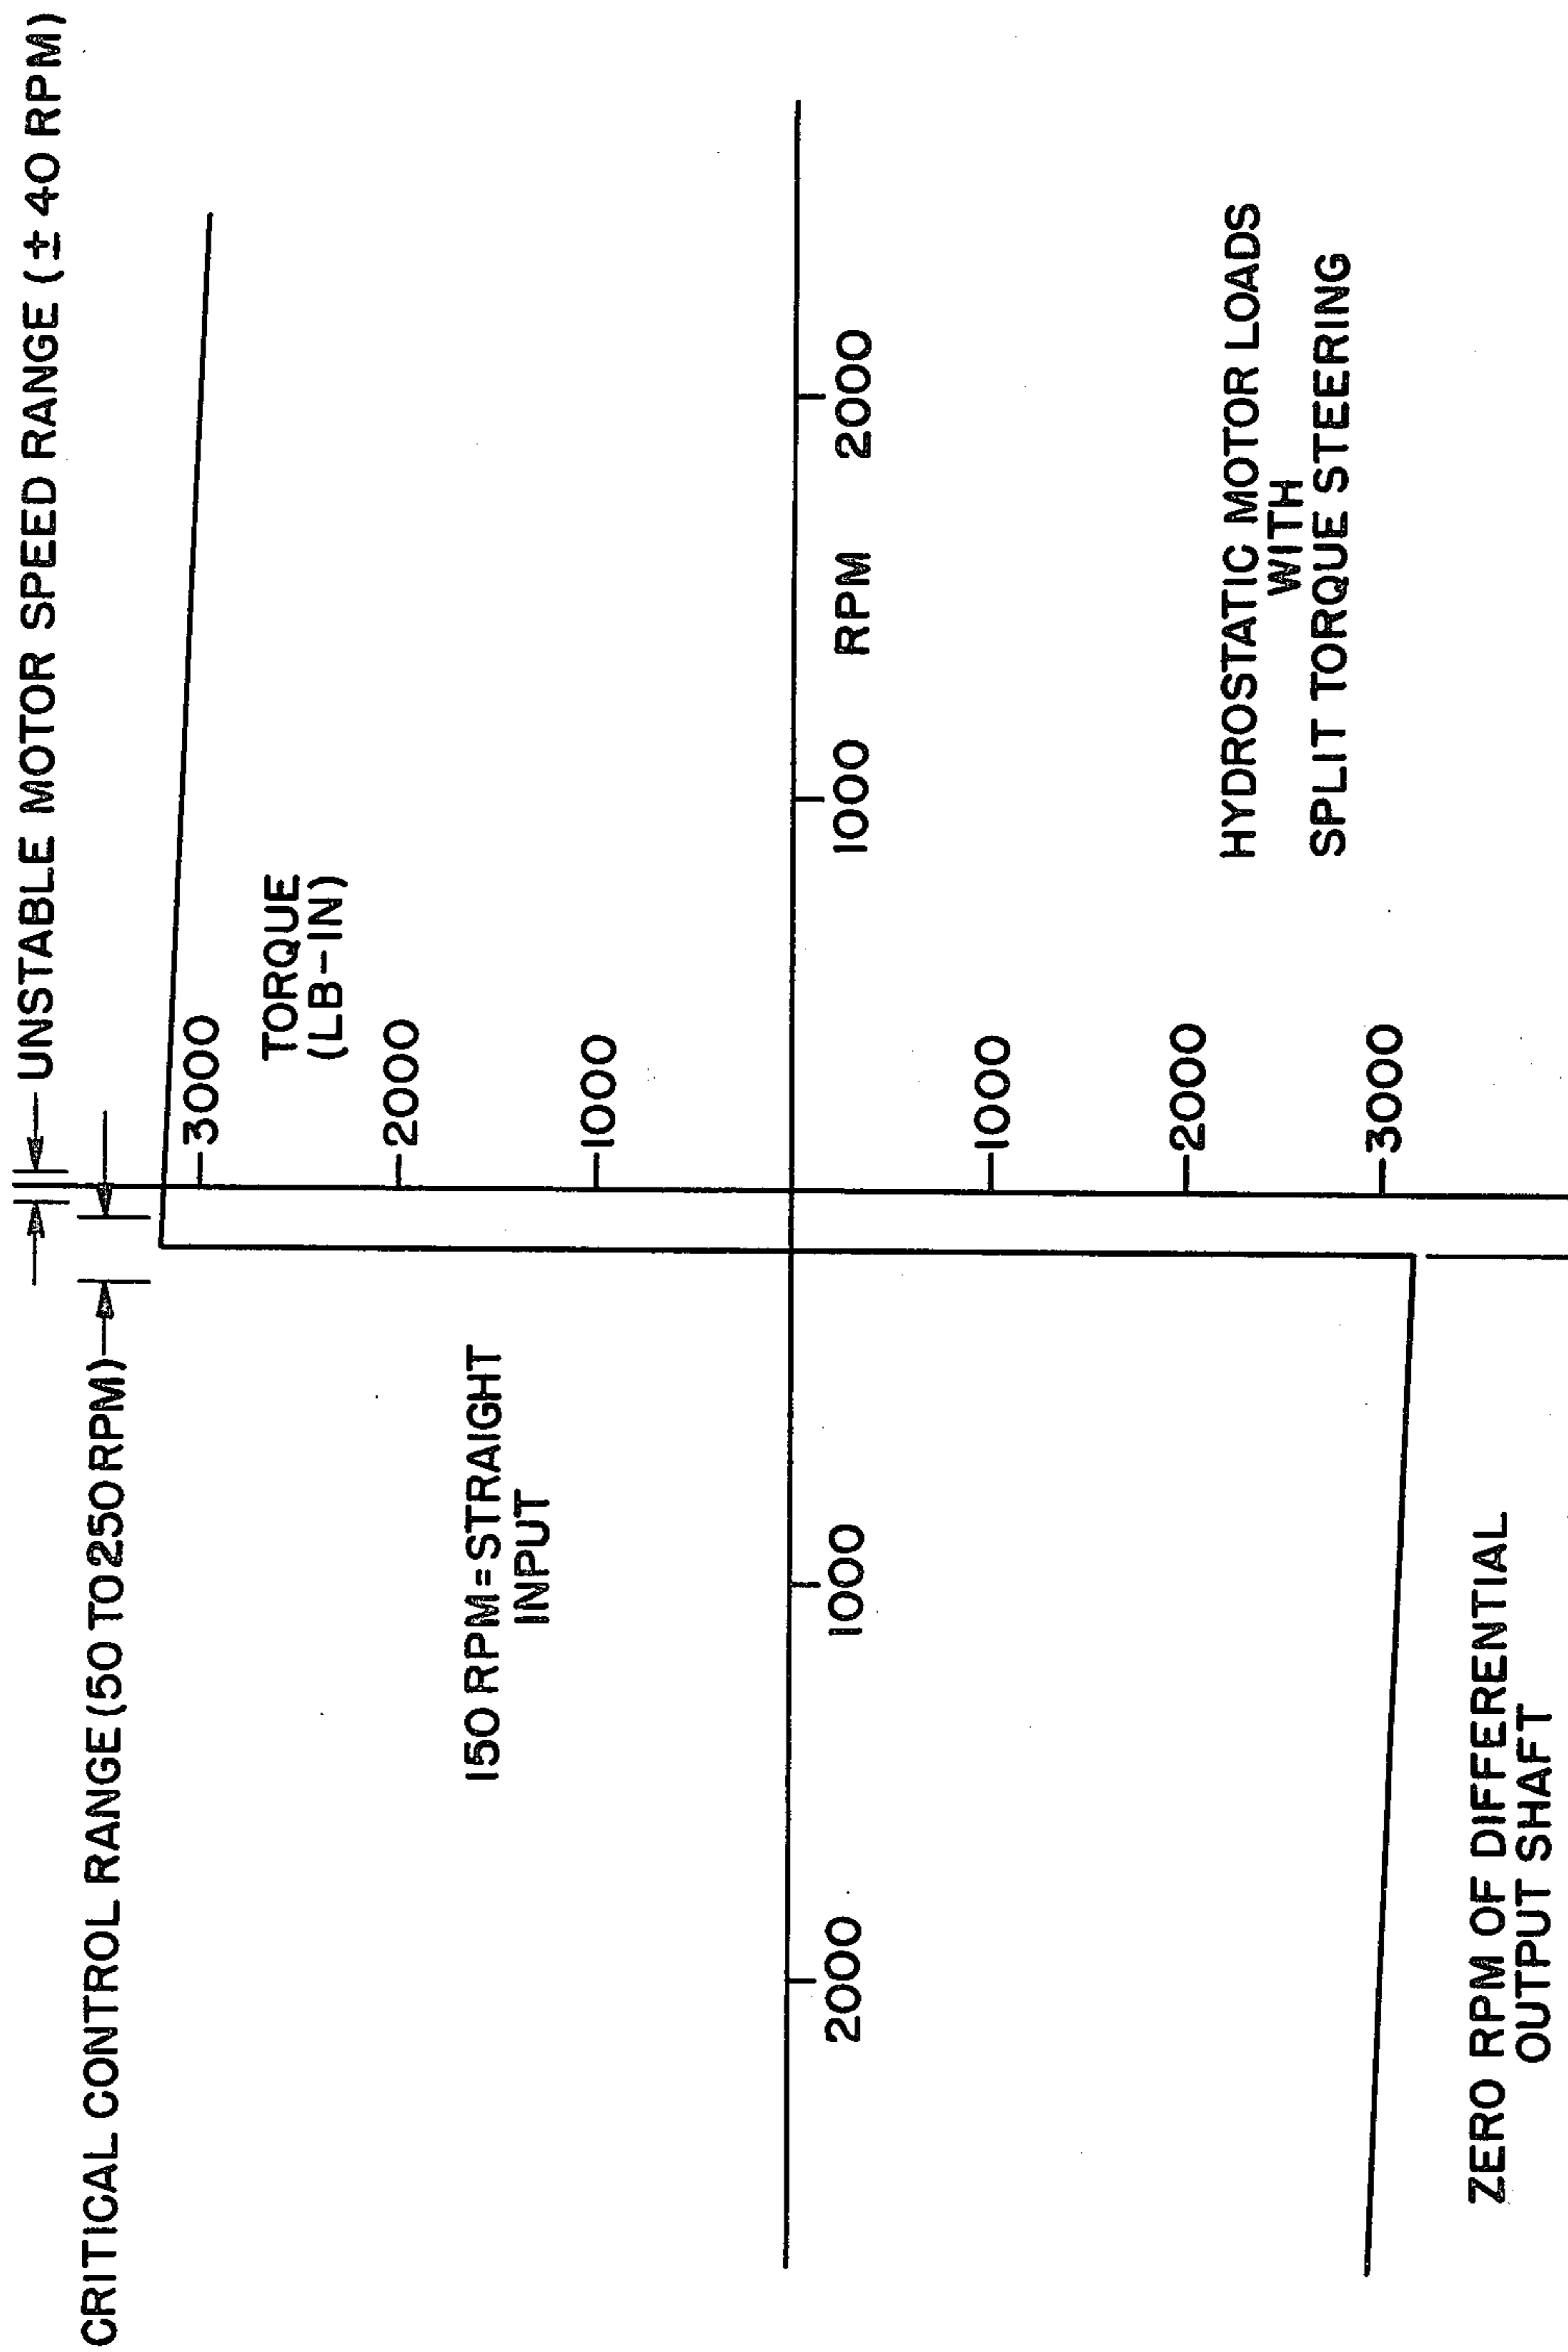 UNSTABLE MOTOR SPEED RANGE (± 40 RPM)
CRITICAL CONTROL RANGE (50 TO 250 RPM)
3000
TORQUE
(LB-IN)
2000
1000
150 RPM = STRAIGHT
INPUT
2000
1000
1000
RPM
2000
1000
2000
3000
HYDROSTATIC MOTOR LOADS
WITH
SPLIT TORQUE STEERING
ZERO RPM OF DIFFERENTIAL
OUTPUT SHAFT